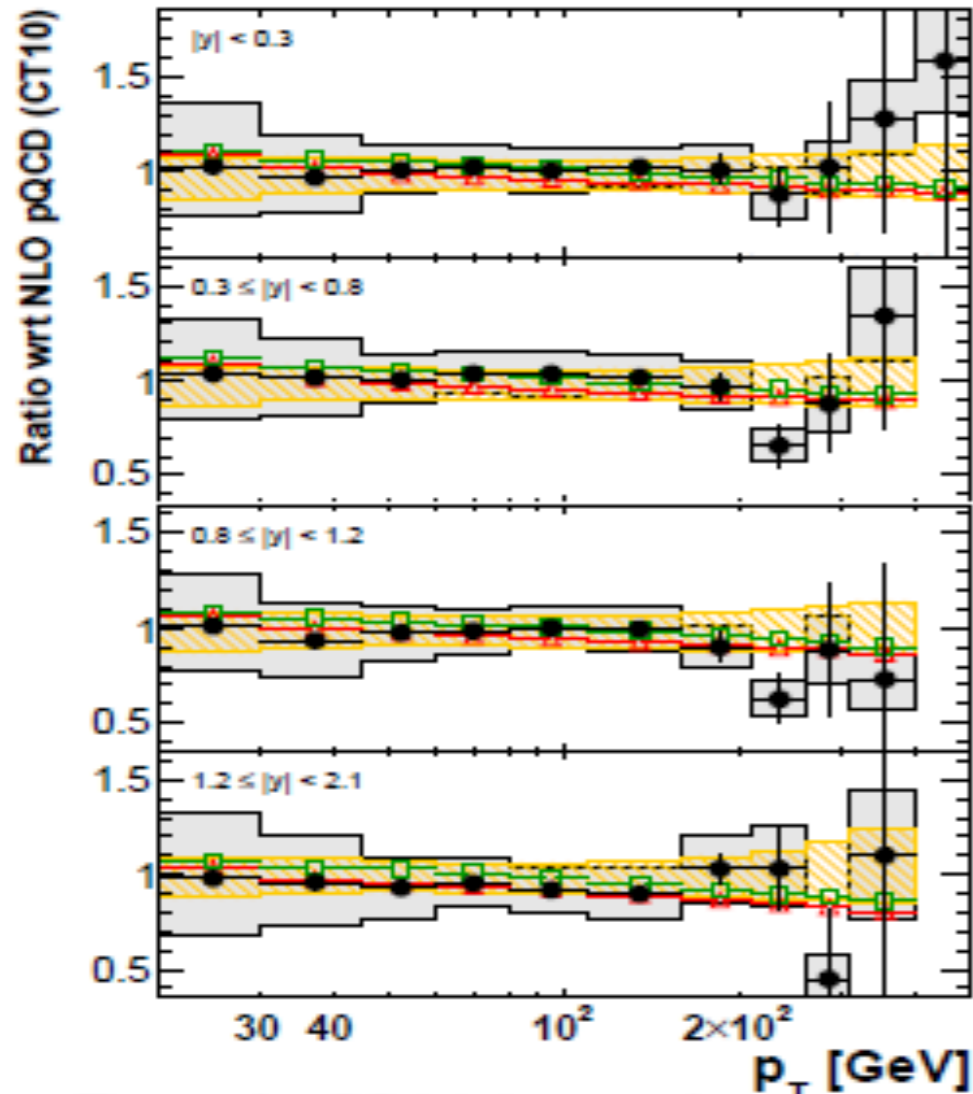 Ratio wrt NLO pQCD (CT10)
|y| < 0.3
1.5
1
0.3 ≤ |y| < 0.8
1.5
1
0.5
0.8 ≤ |y| < 1.2
1.5
1
0.5
1.2 ≤ |y| < 2.1
1.5
1
0.5
30 40 10² 2×10²
p_T [GeV]